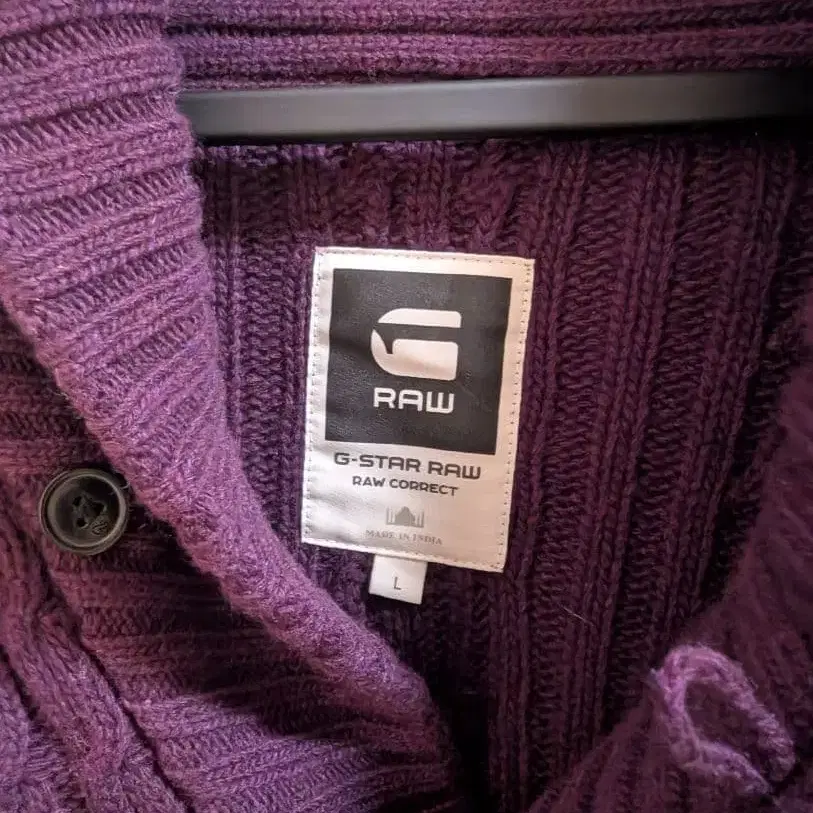 RAW
G-STAR RAW
RAW CORRECT
MADE IN INDIA
L